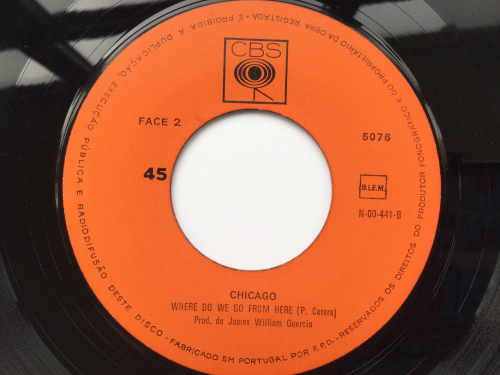 CBS
FACE 2
5076
45
B.I.E.M.
N-00-441-B
CHICAGO
WHERE DO WE GO FROM HERE (P. Cetera)
Prod. de James William Guercio
RESERVADOS OS DIREITOS DO PRODUTOR FONOGRÁFICO E DO PROPRIETÁRIO DA OBRA REGISTADA • É PROIBIDA A DUPLICAÇÃO, EXECUÇÃO PÚBLICA E RADIODIFUSÃO DESTE DISCO • FABRICADO EM PORTUGAL POR F.P.D.